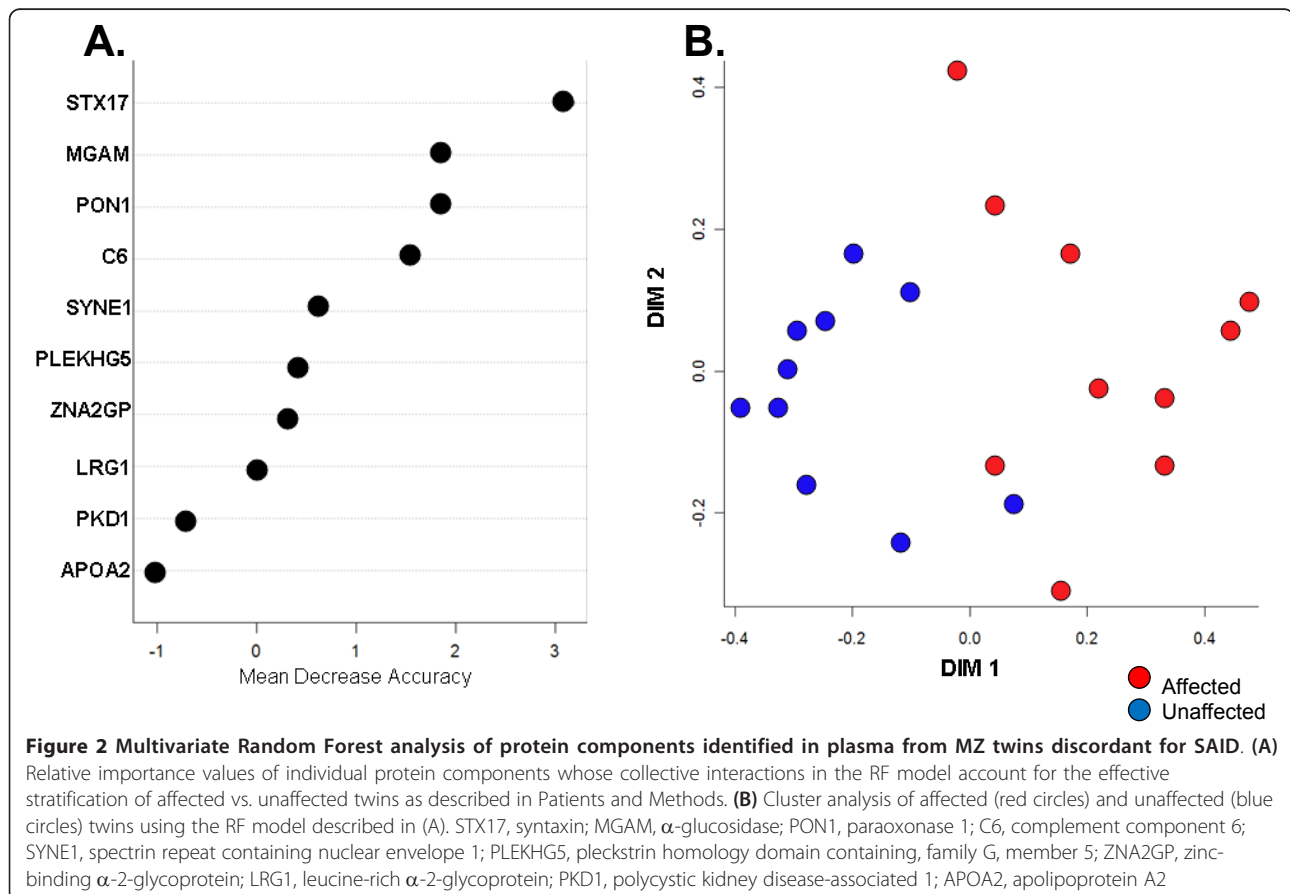 A.
STX17
MGAM
PON1
C6
SYNE1
PLEKHG5
ZNA2GP
LRG1
PKD1
APOA2
-1 0 1 2 3
Mean Decrease Accuracy
B.
0.4
0.2
0.0
-0.2
DIM 2
-0.4 -0.2 0.0 0.2 0.4
DIM 1
Affected
Unaffected
Figure 2 Multivariate Random Forest analysis of protein components identified in plasma from MZ twins discordant for SAID. (A)
Relative importance values of individual protein components whose collective interactions in the RF model account for the effective
stratification of affected vs. unaffected twins as described in Patients and Methods. (B) Cluster analysis of affected (red circles) and unaffected (blue
circles) twins using the RF model described in (A). STX17, syntaxin; MGAM, α-glucosidase; PON1, paraoxonase 1; C6, complement component 6;
SYNE1, spectrin repeat containing nuclear envelope 1; PLEKHG5, pleckstrin homology domain containing, family G, member 5; ZNA2GP, zinc-
binding α-2-glycoprotein; LRG1, leucine-rich α-2-glycoprotein; PKD1, polycystic kidney disease-associated 1; APOA2, apolipoprotein A2